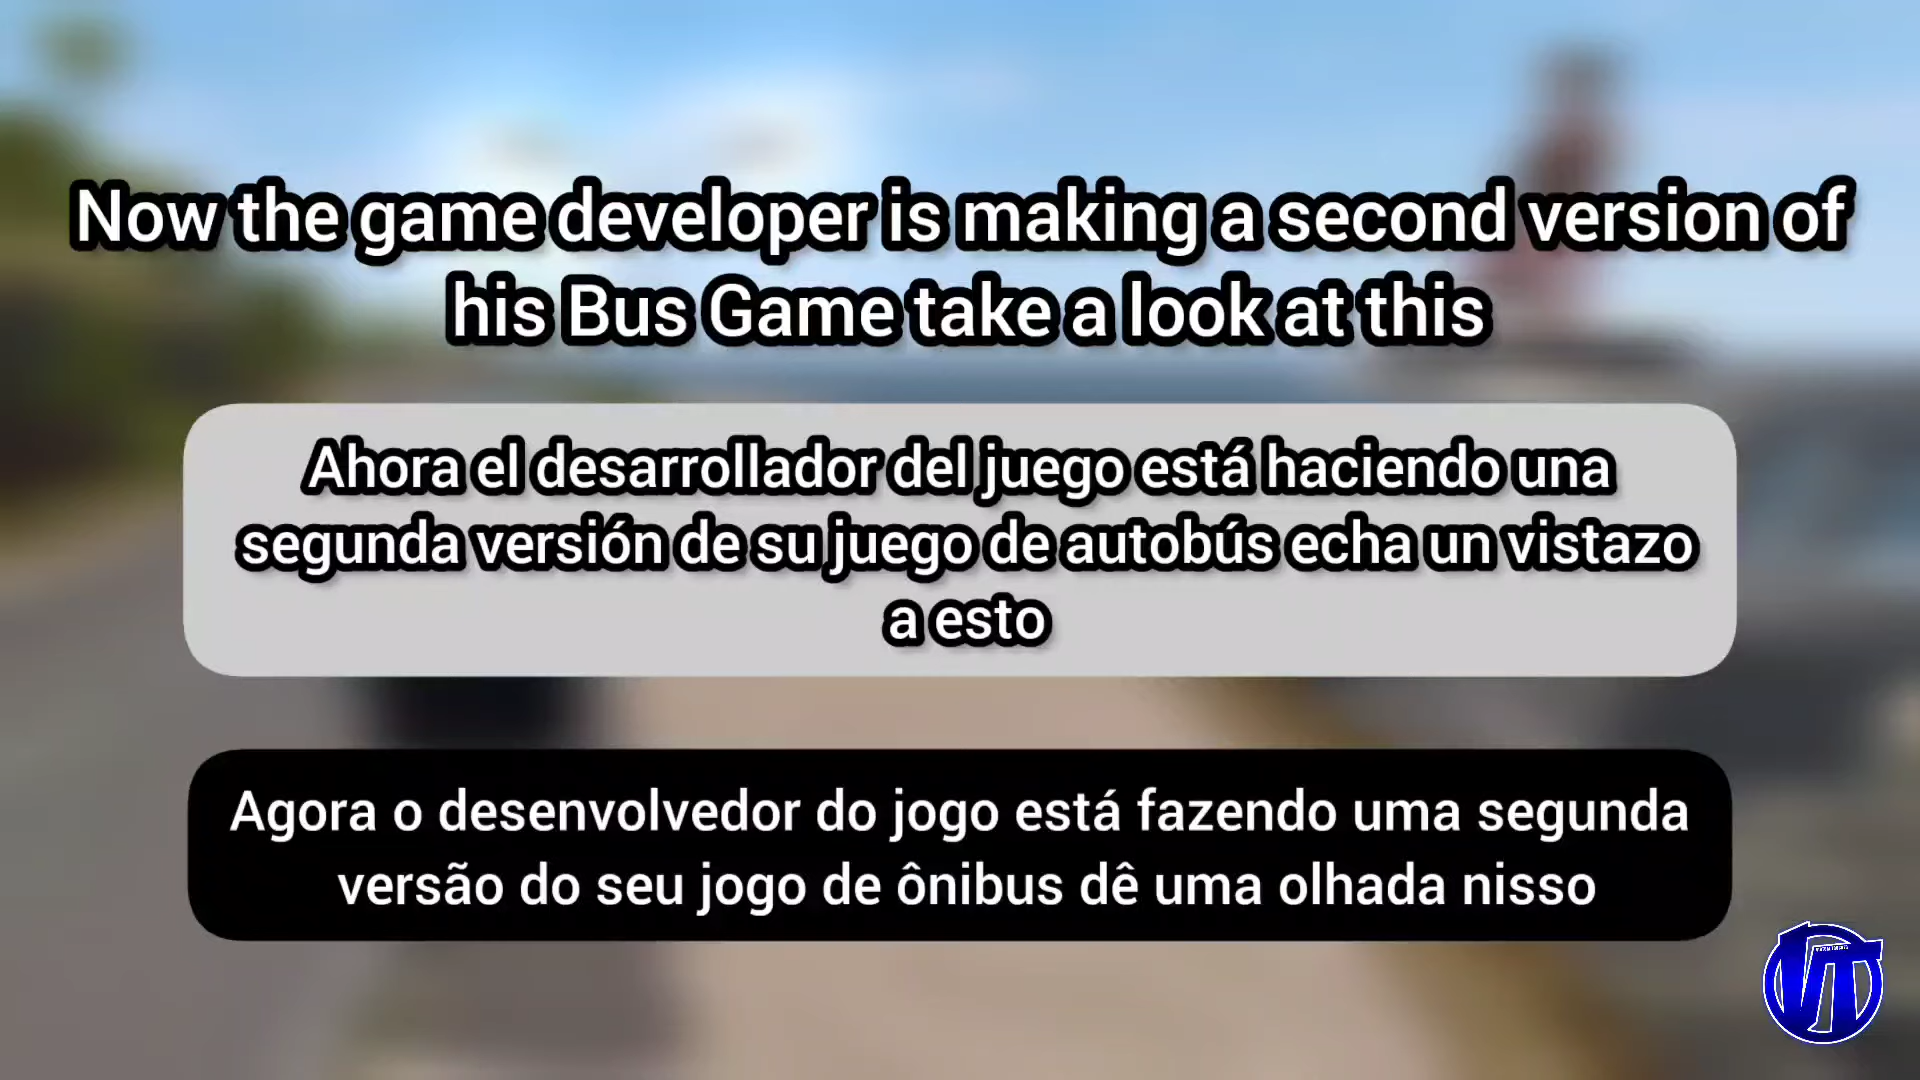 Now the game developer is making a second version of
his Bus Game take a look at this
Ahora el desarrollador del juego está haciendo una
segunda versión de su juego de autobús echa un vistazo
a esto
Agora o desenvolvedor do jogo está fazendo uma segunda
versão do seu jogo de ônibus dê uma olhada nisso
VT